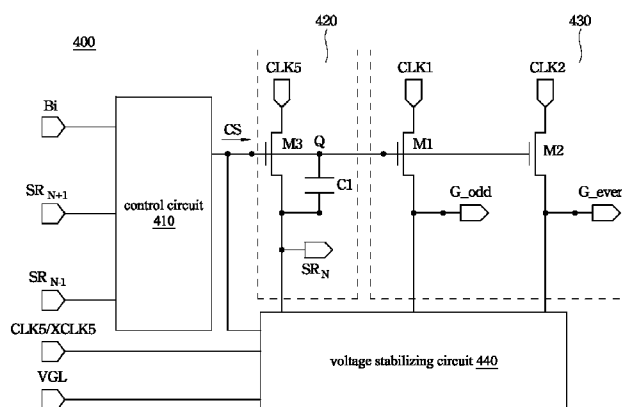 400
420
430
CLK5
CLK1
CLK2
Bi
CS
M3
Q
M1
M2
C1
SR N+1
control circuit
410
G_odd
G_ever
SR N
SR N-1
CLK5/XCLK5
voltage stabilizing circuit 440
VGL